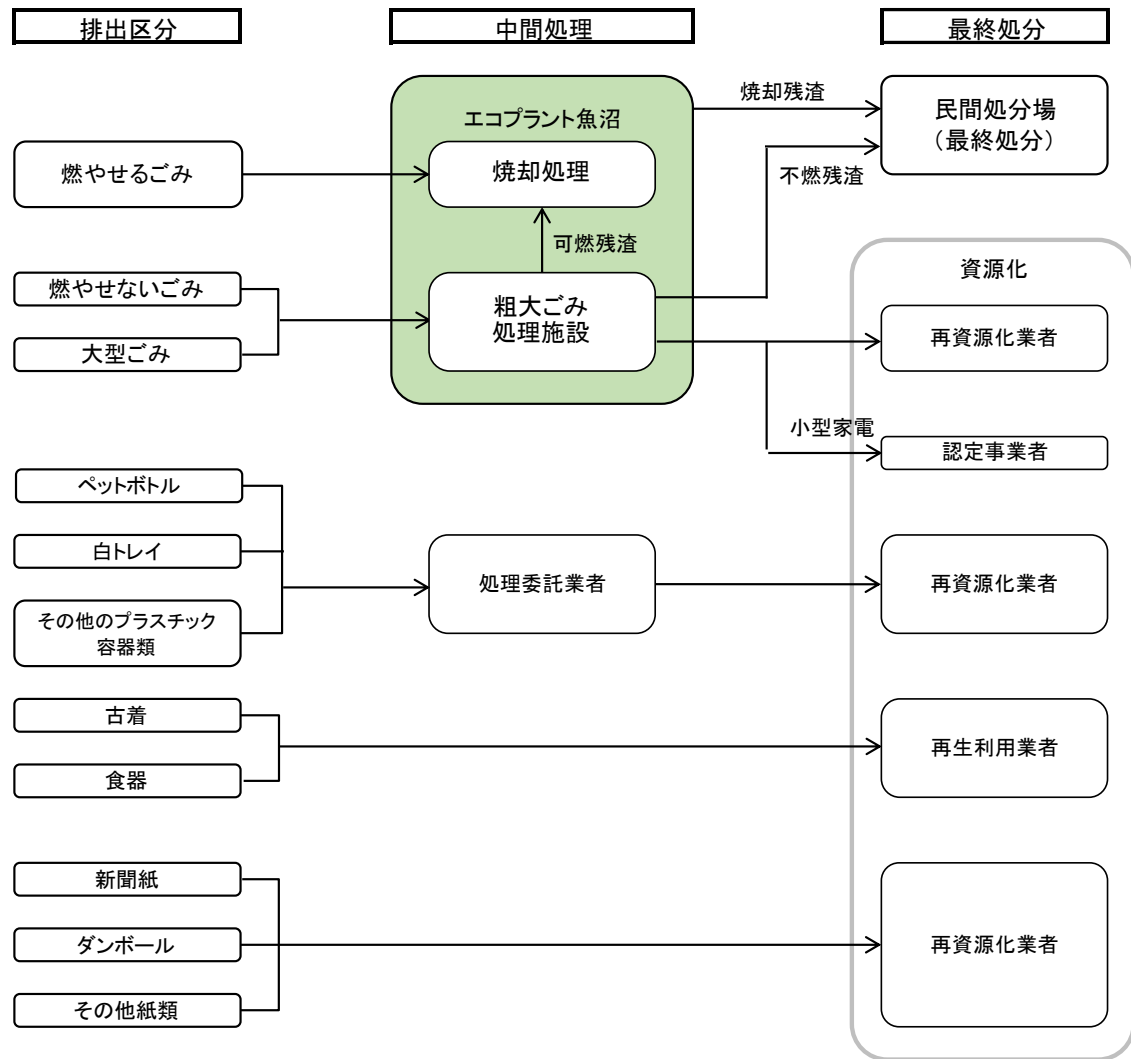 排出区分
中間処理
最終処分
エコプラント魚沼
焼却残渣
民間処分場
（最終処分）
燃やせるごみ
焼却処理
不燃残渣
可燃残渣
資源化
燃やせないごみ
粗大ごみ
処理施設
大型ごみ
再資源化業者
小型家電
認定事業者
ペットボトル
白トレイ
処理委託業者
再資源化業者
その他のプラスチック
容器類
古着
再生利用業者
食器
新聞紙
ダンボール
再資源化業者
その他紙類